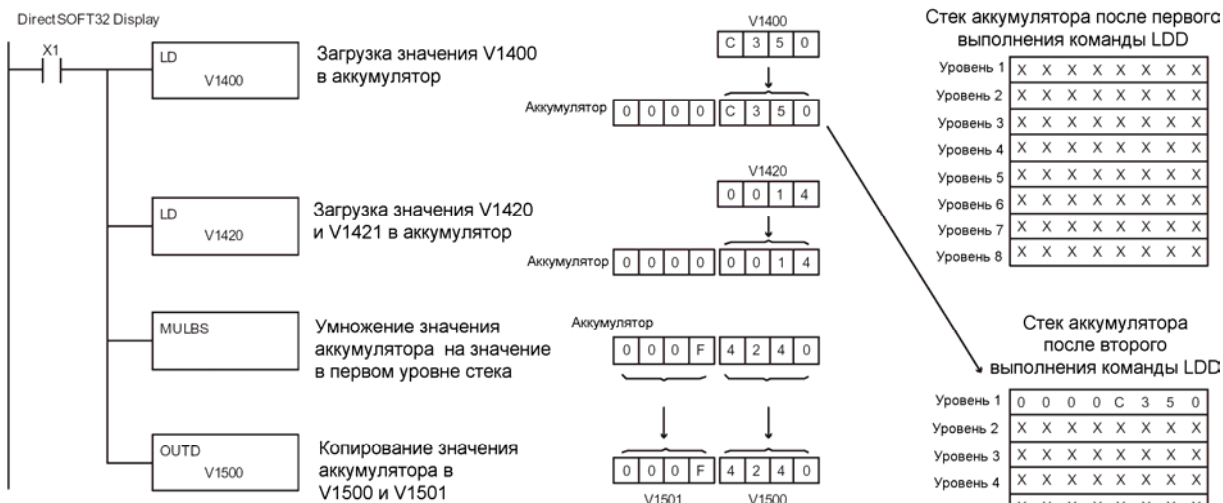 DirectSOFT32 Display
X1
LD
V1400
Загрузка значения V1400
в аккумулятор
V1400
C 3 5 0
Аккумулятор 0 0 0 0 C 3 5 0
LD
V1420
Загрузка значения V1420
и V1421 в аккумулятор
V1420
0 0 1 4
Аккумулятор 0 0 0 0 0 0 1 4
MULBS
Умножение значения
аккумулятора на значение
в первом уровне стека
Аккумулятор
0 0 0 F 4 2 4 0
OUTD
V1500
Копирование значения
аккумулятора в
V1500 и V1501
0 0 0 F 4 2 4 0
V1501 V1500
Стек аккумулятора после первого
выполнения команды LDD
Уровень 1 X X X X X X X X
Уровень 2 X X X X X X X X
Уровень 3 X X X X X X X X
Уровень 4 X X X X X X X X
Уровень 5 X X X X X X X X
Уровень 6 X X X X X X X X
Уровень 7 X X X X X X X X
Уровень 8 X X X X X X X X
Стек аккумулятора
после второго
выполнения команды LDD
Уровень 1 0 0 0 0 C 3 5 0
Уровень 2 X X X X X X X X
Уровень 3 X X X X X X X X
Уровень 4 X X X X X X X X